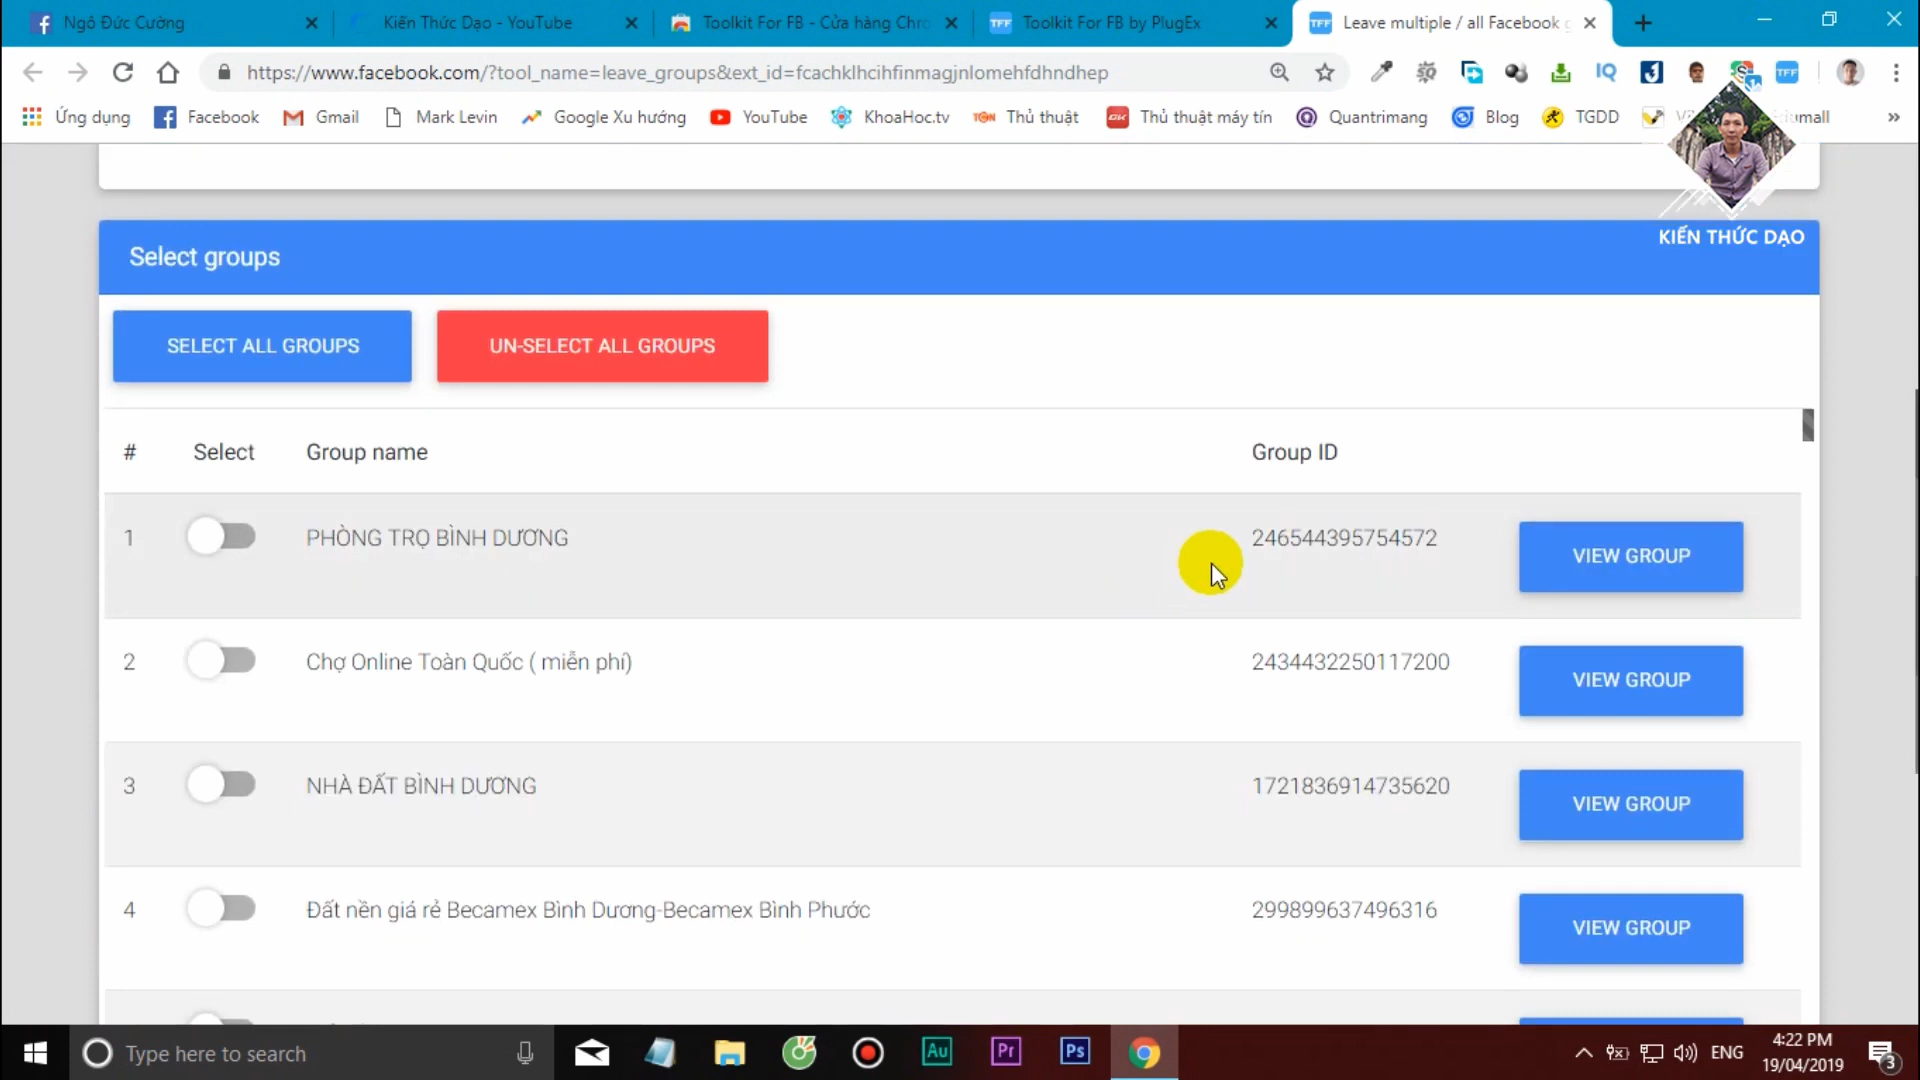 Ngô Đức Cường
Kiến Thức Dạo - YouTube
Toolkit For FB - Cửa hàng Chro
Toolkit For FB by PlugEx
Leave multiple / all Facebook g
https://www.facebook.com/?tool_name=leave_groups&ext_id=fcachklhcihfinmagjnlomehfdhndhep
Ứng dụng
Facebook
Gmail
Mark Levin
Google Xu hướng
YouTube
KhoaHoc.tv
Thủ thuật
Thủ thuật máy tín
Quantrimang
Blog
TGDD
KIẾN THỨC DẠO
Select groups
SELECT ALL GROUPS
UN-SELECT ALL GROUPS
# Select Group name Group ID
1 PHÒNG TRỌ BÌNH DƯƠNG 246544395754572 VIEW GROUP
2 Chợ Online Toàn Quốc ( miễn phí) 2434432250117200 VIEW GROUP
3 NHÀ ĐẤT BÌNH DƯƠNG 1721836914735620 VIEW GROUP
4 Đất nền giá rẻ Becamex Bình Dương-Becamex Bình Phước 299899637496316 VIEW GROUP
Type here to search
Au
Pr
Ps
ENG
4:22 PM
19/04/2019
3